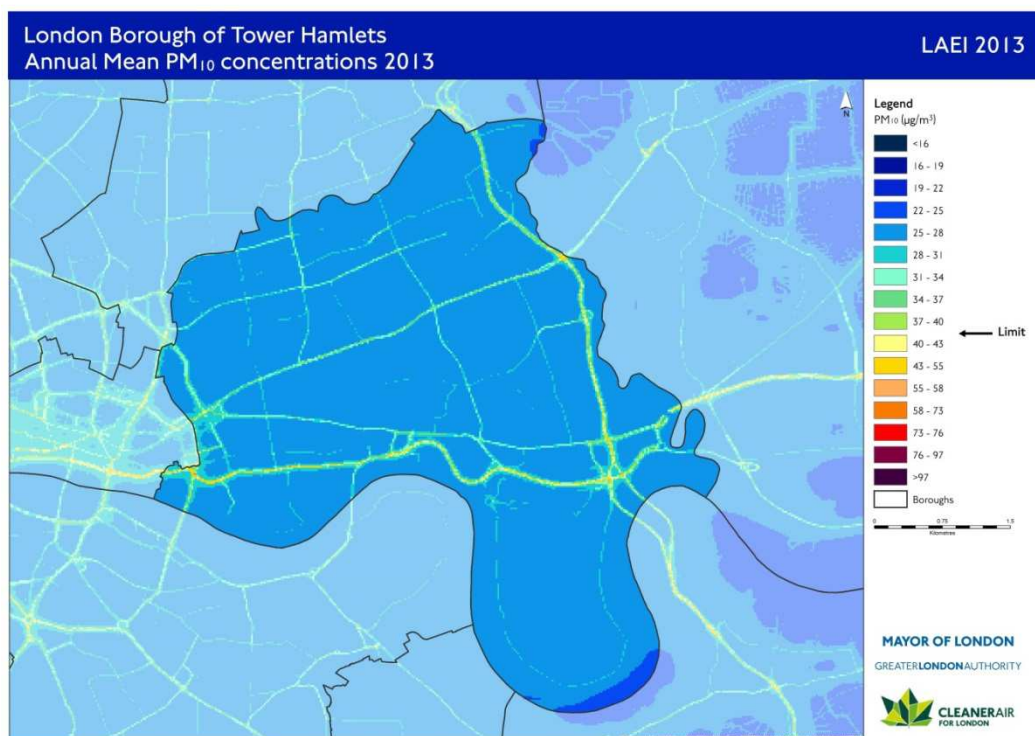 London Borough of Tower Hamlets
Annual Mean PM₁₀ concentrations 2013
LAEI 2013
N
Legend
PM₁₀ (µg/m³)
<16
16 - 19
19 - 22
22 - 25
25 - 28
28 - 31
31 - 34
34 - 37
37 - 40
Limit
40 - 43
43 - 55
55 - 58
58 - 73
73 - 76
76 - 97
>97
Boroughs
0 0.75 1.5
Kilometres
MAYOR OF LONDON
GREATERLONDONAUTHORITY
CLEANERAIR
FOR LONDON